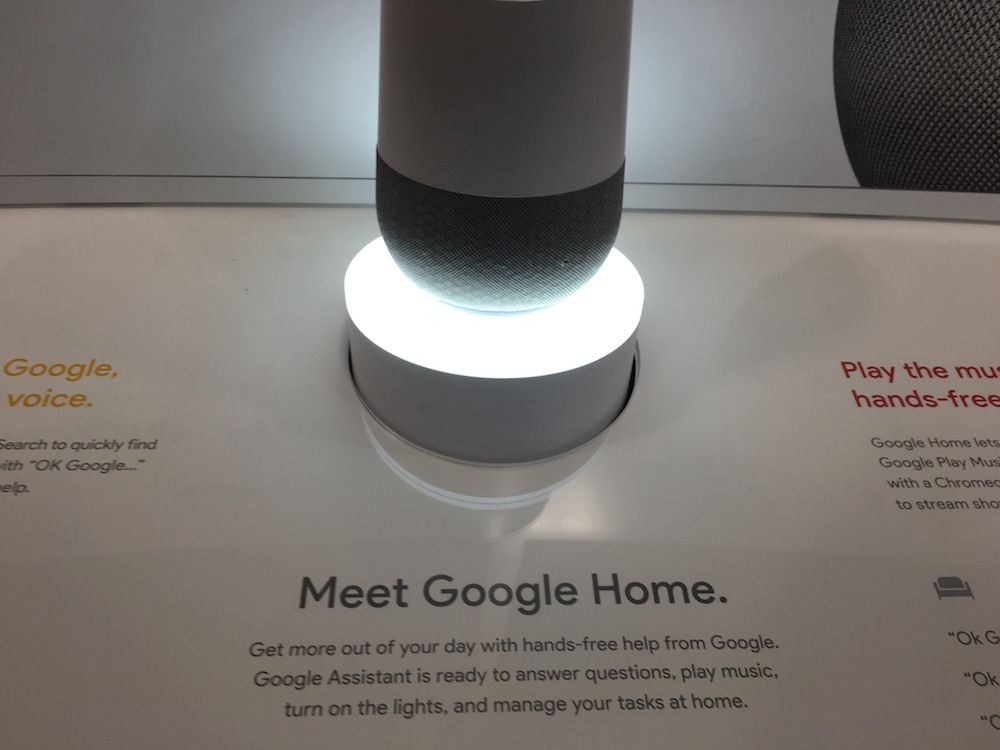 Google,
voice.
Search to quickly find
with “OK Google...”
help.
Meet Google Home.
Get more out of your day with hands-free help from Google.
Google Assistant is ready to answer questions, play music,
turn on the lights, and manage your tasks at home.
Play the mus
hands-free
Google Home lets
Google Play Mus
with a Chromec
to stream sho
“Ok G
“Ok